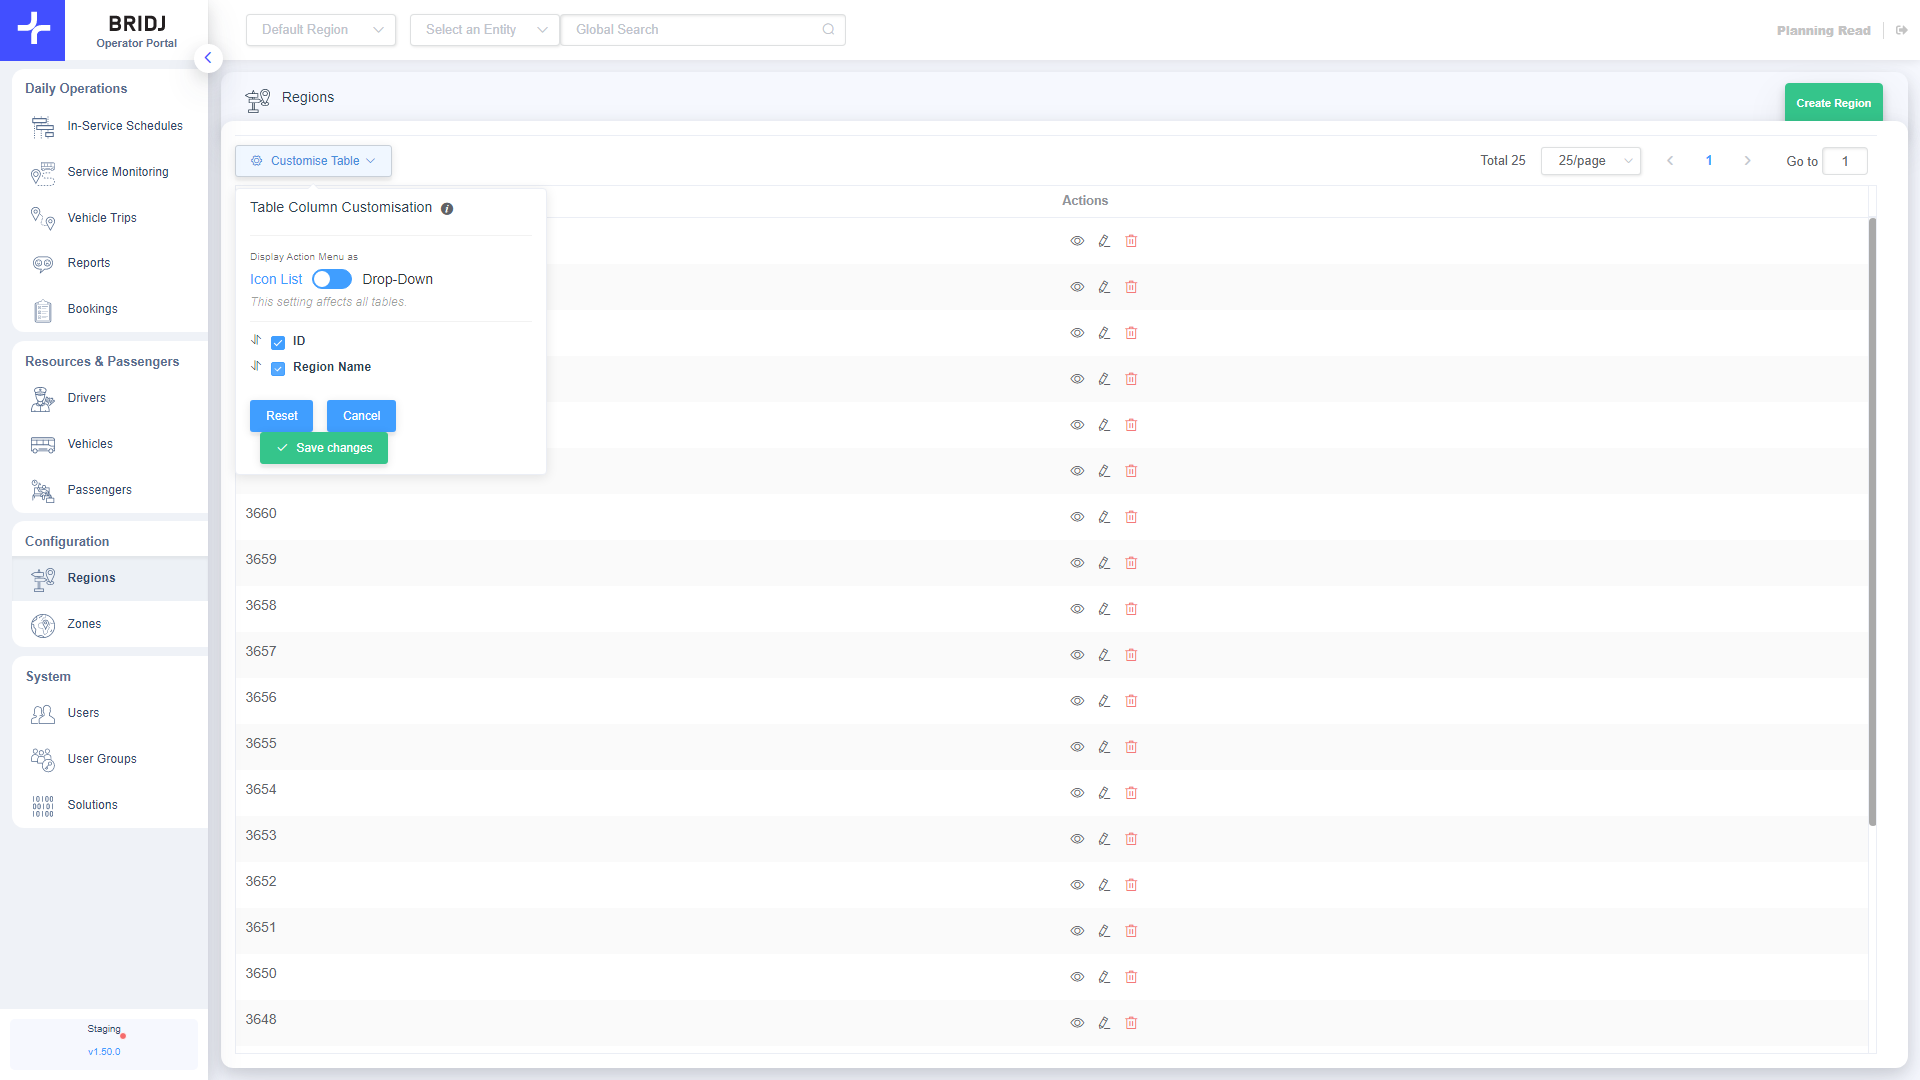 BRIDJ
Operator Portal
Default Region
Select an Entity
Global Search
Planning Read
Daily Operations
In-Service Schedules
Service Monitoring
Vehicle Trips
Reports
Bookings
Resources & Passengers
Drivers
Vehicles
Passengers
Configuration
Regions
Zones
System
Users
User Groups
10100
00101
10100
Solutions
Staging
v1.50.0
Regions
Create Region
Customise Table
Total 25
25/page
1
Go to
1
Table Column Customisation
Display Action Menu as
Icon List
Drop-Down
This setting affects all tables.
ID
Region Name
Reset
Cancel
Save changes
Actions
3660
3659
3658
3657
3656
3655
3654
3653
3652
3651
3650
3648